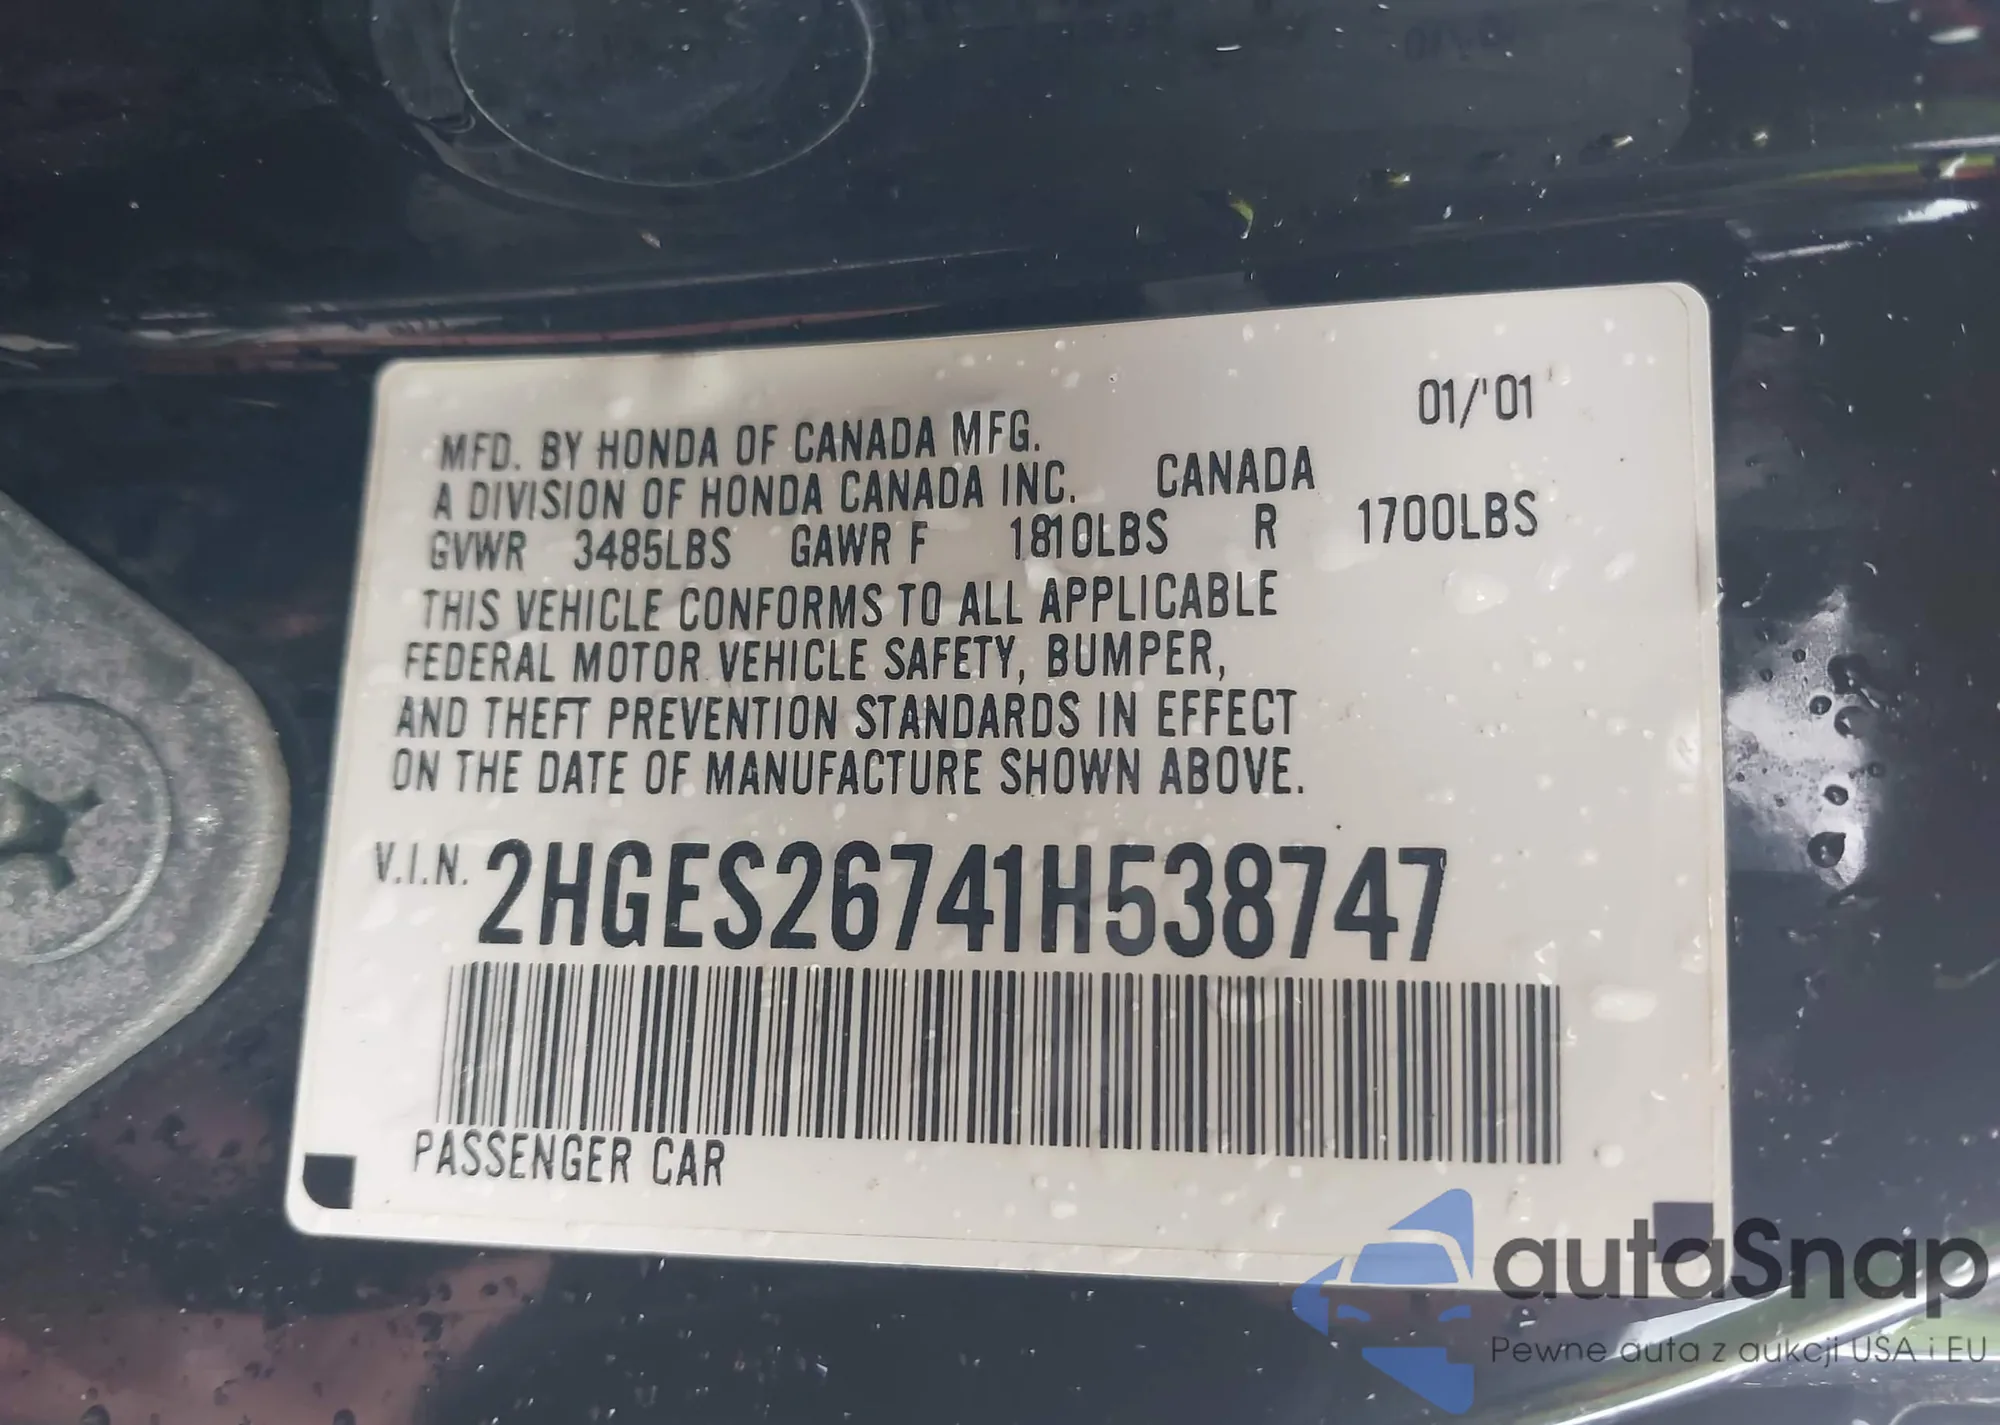 01/'01
MFD. BY HONDA OF CANADA MFG.
A DIVISION OF HONDA CANADA INC. CANADA
GVWR 3485LBS GAWR F 1810LBS R 1700LBS
THIS VEHICLE CONFORMS TO ALL APPLICABLE
FEDERAL MOTOR VEHICLE SAFETY, BUMPER,
AND THEFT PREVENTION STANDARDS IN EFFECT
ON THE DATE OF MANUFACTURE SHOWN ABOVE.
V.I.N. 2HGES26741H538747
PASSENGER CAR
autaSnap
Pewne auta z aukcji USA i EU